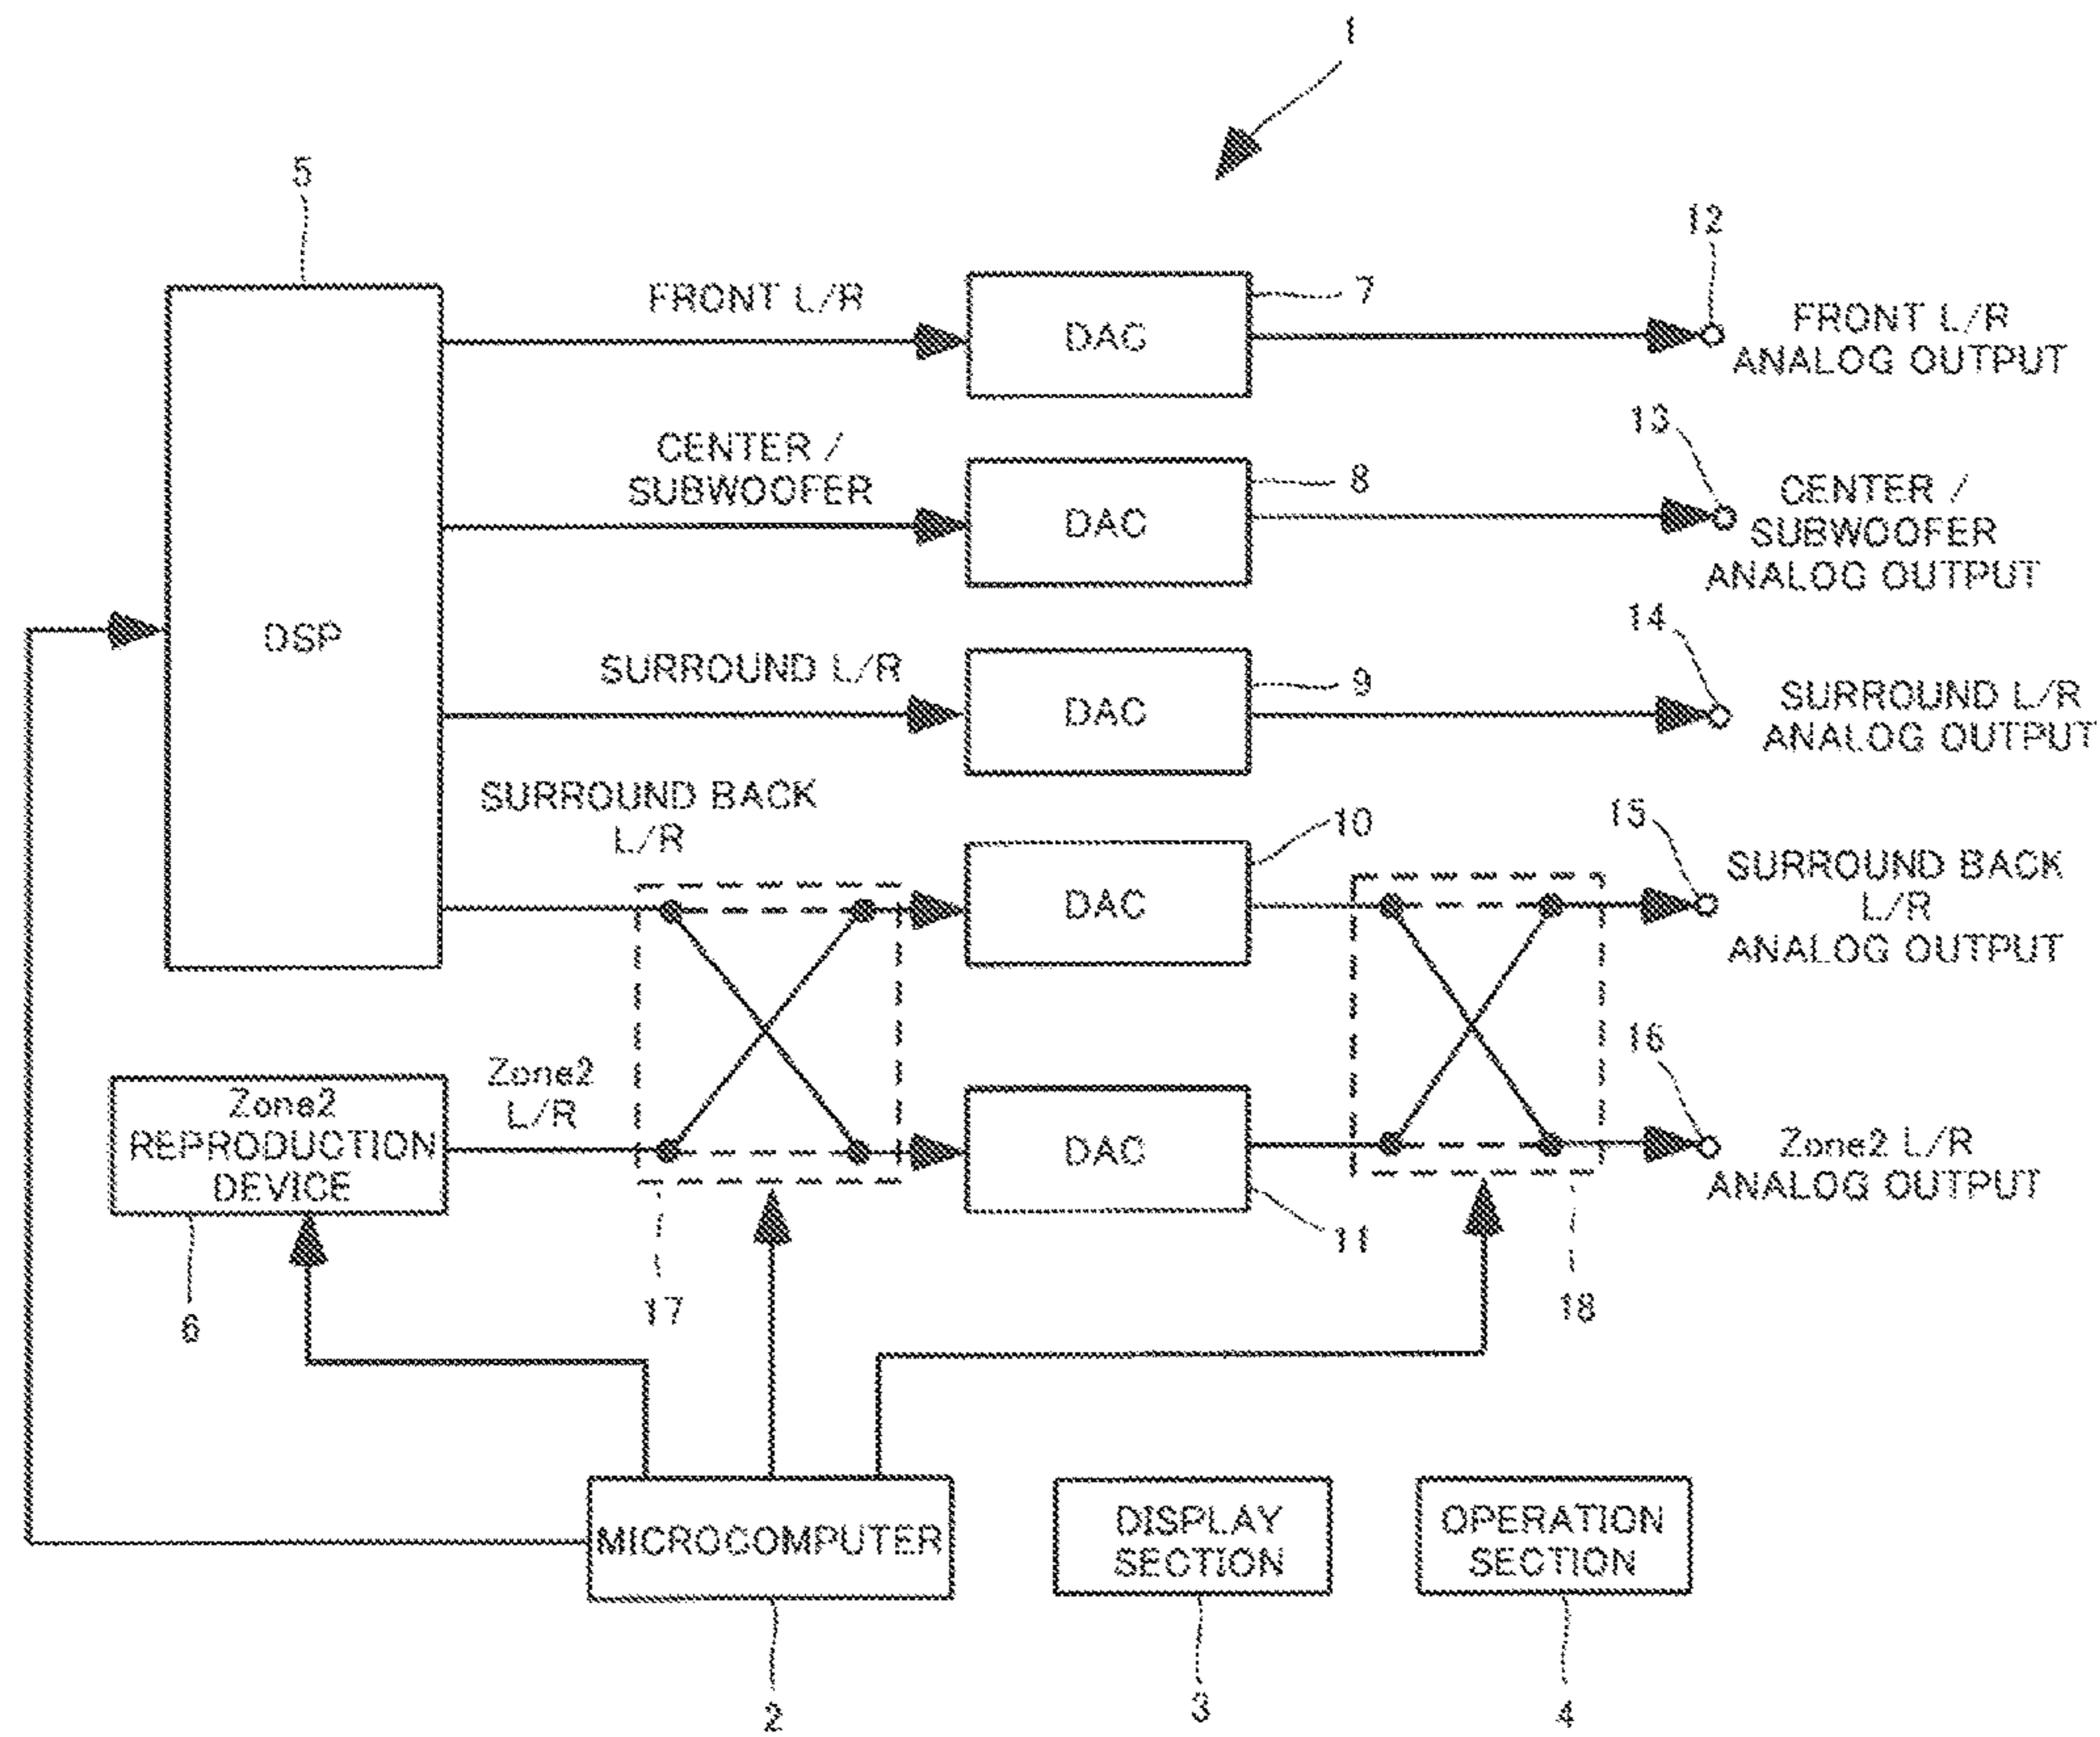 1
5
12
FRONT L/R
7
DAC
FRONT L/R
ANALOG OUTPUT
13
CENTER /
SUBWOOFER
8
DAC
CENTER /
SUBWOOFER
ANALOG OUTPUT
14
DSP
SURROUND L/R
9
DAC
SURROUND L/R
ANALOG OUTPUT
SURROUND BACK
L/R
10
15
DAC
SURROUND BACK
L/R
ANALOG OUTPUT
16
Zone2
L/R
Zone2
REPRODUCTION
DEVICE
DAC
Zone2 L/R
ANALOG OUTPUT
11
6
17
18
MICROCOMPUTER
DISPLAY
SECTION
OPERATION
SECTION
2
3
4